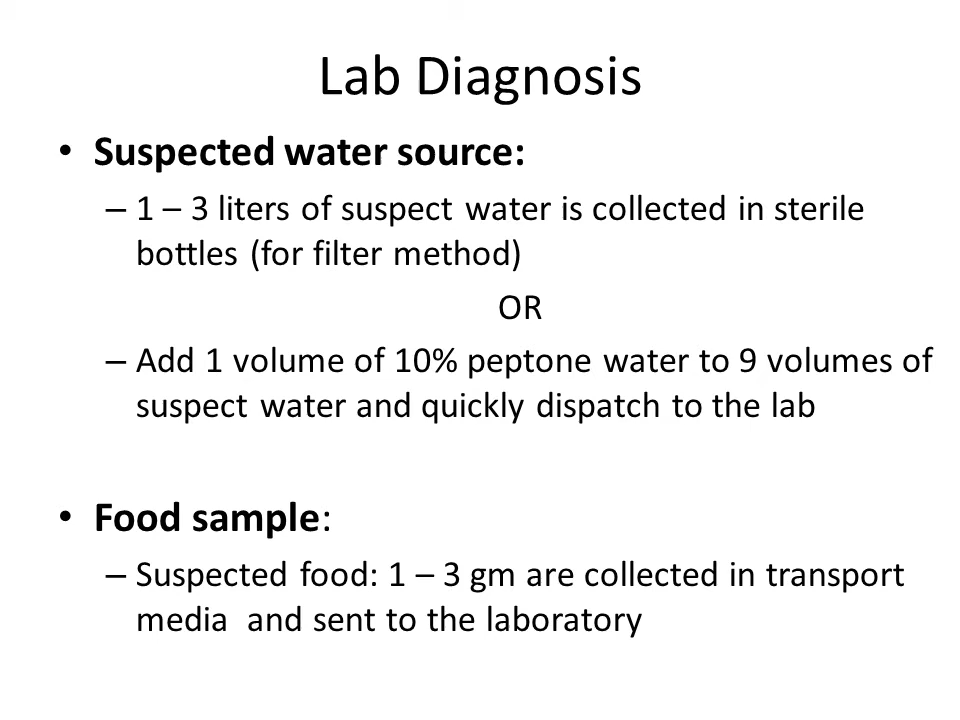 Lab Diagnosis
• Suspected water source:
– 1 – 3 liters of suspect water is collected in sterile
bottles (for filter method)
OR
– Add 1 volume of 10% peptone water to 9 volumes of
suspect water and quickly dispatch to the lab
• Food sample:
– Suspected food: 1 – 3 gm are collected in transport
media  and sent to the laboratory